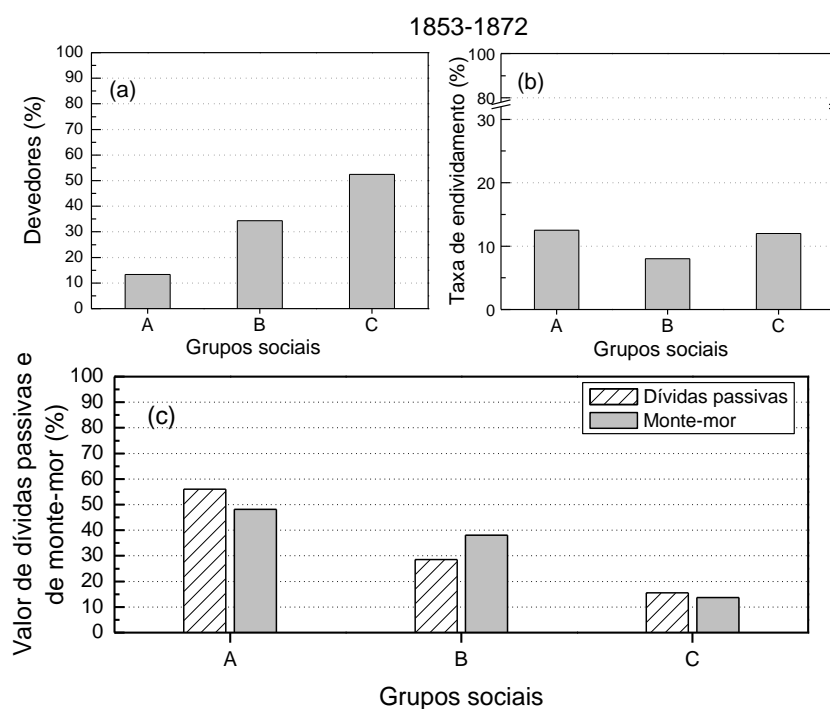 1853-1872
(a)
Devedores (%)
100
90
80
70
60
50
40
30
20
10
0
A B C
Grupos sociais
(b)
Taxa de endividamento (%)
100
80
30
20
10
0
A B C
Grupos sociais
(c)
Valor de dívidas passivas e
de monte-mor (%)
100
90
80
70
60
50
40
30
20
10
0
Dívidas passivas
Monte-mor
A B C
Grupos sociais